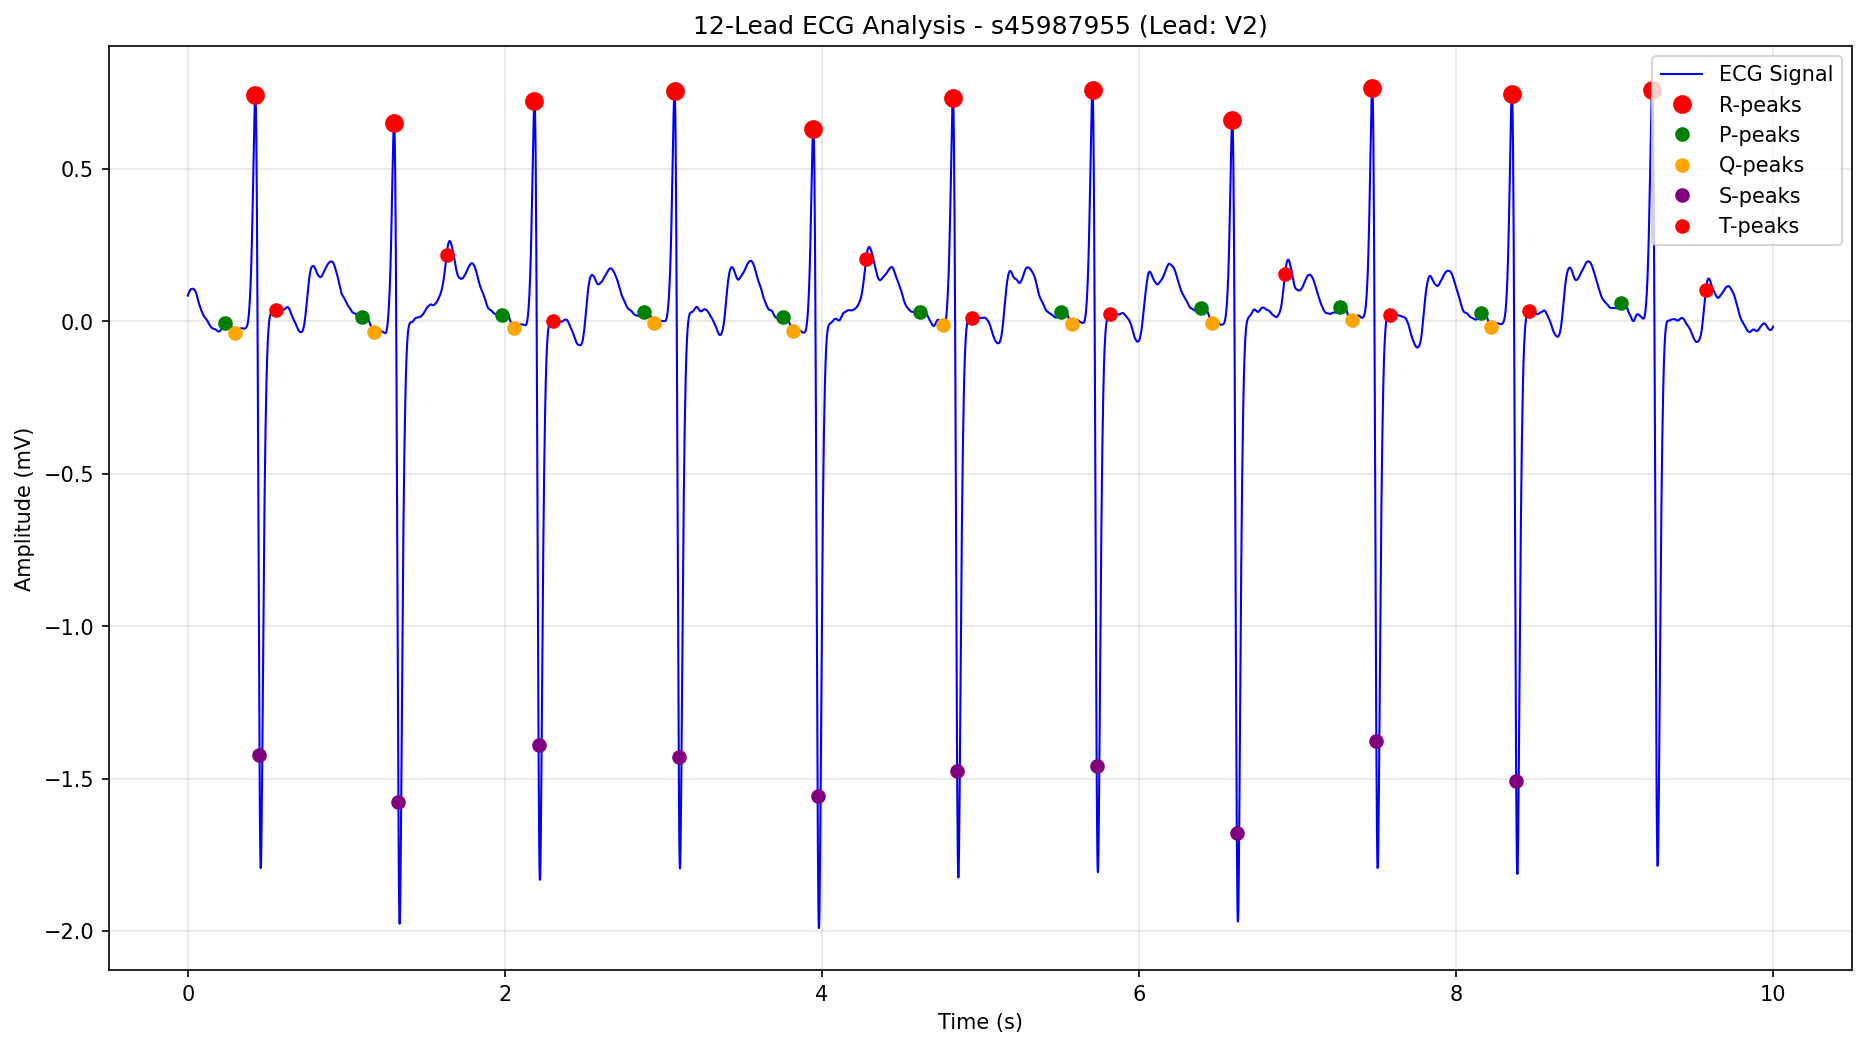 12-Lead ECG Analysis - s45987955 (Lead: V2)
ECG Signal
R-peaks
P-peaks
Q-peaks
S-peaks
T-peaks
Amplitude (mV)
0.5
0.0
−0.5
−1.0
−1.5
−2.0
0 2 4 6 8 10
Time (s)